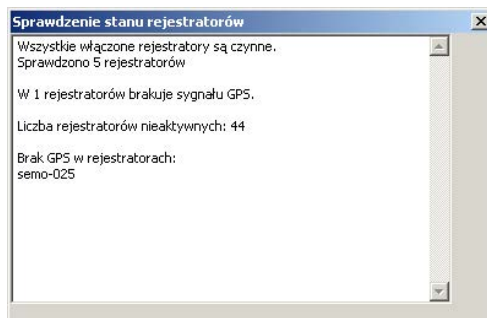 Sprawdzenie stanu rejestratorów
Wszystkie włączone rejestratory są czynne.
Sprawdzono 5 rejestratorów
W 1 rejestratorów brakuje sygnału GPS.
Liczba rejestratorów nieaktywnych: 44
Brak GPS w rejestratorach:
semo-025